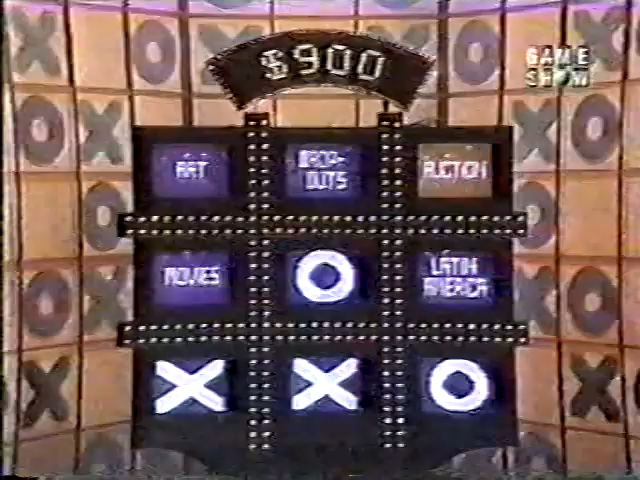 $900
GAME
SHOW
ART
DROP-
OUTS
AUCTION
MOVIES
O
LATIN
AMERICA
X
X
O